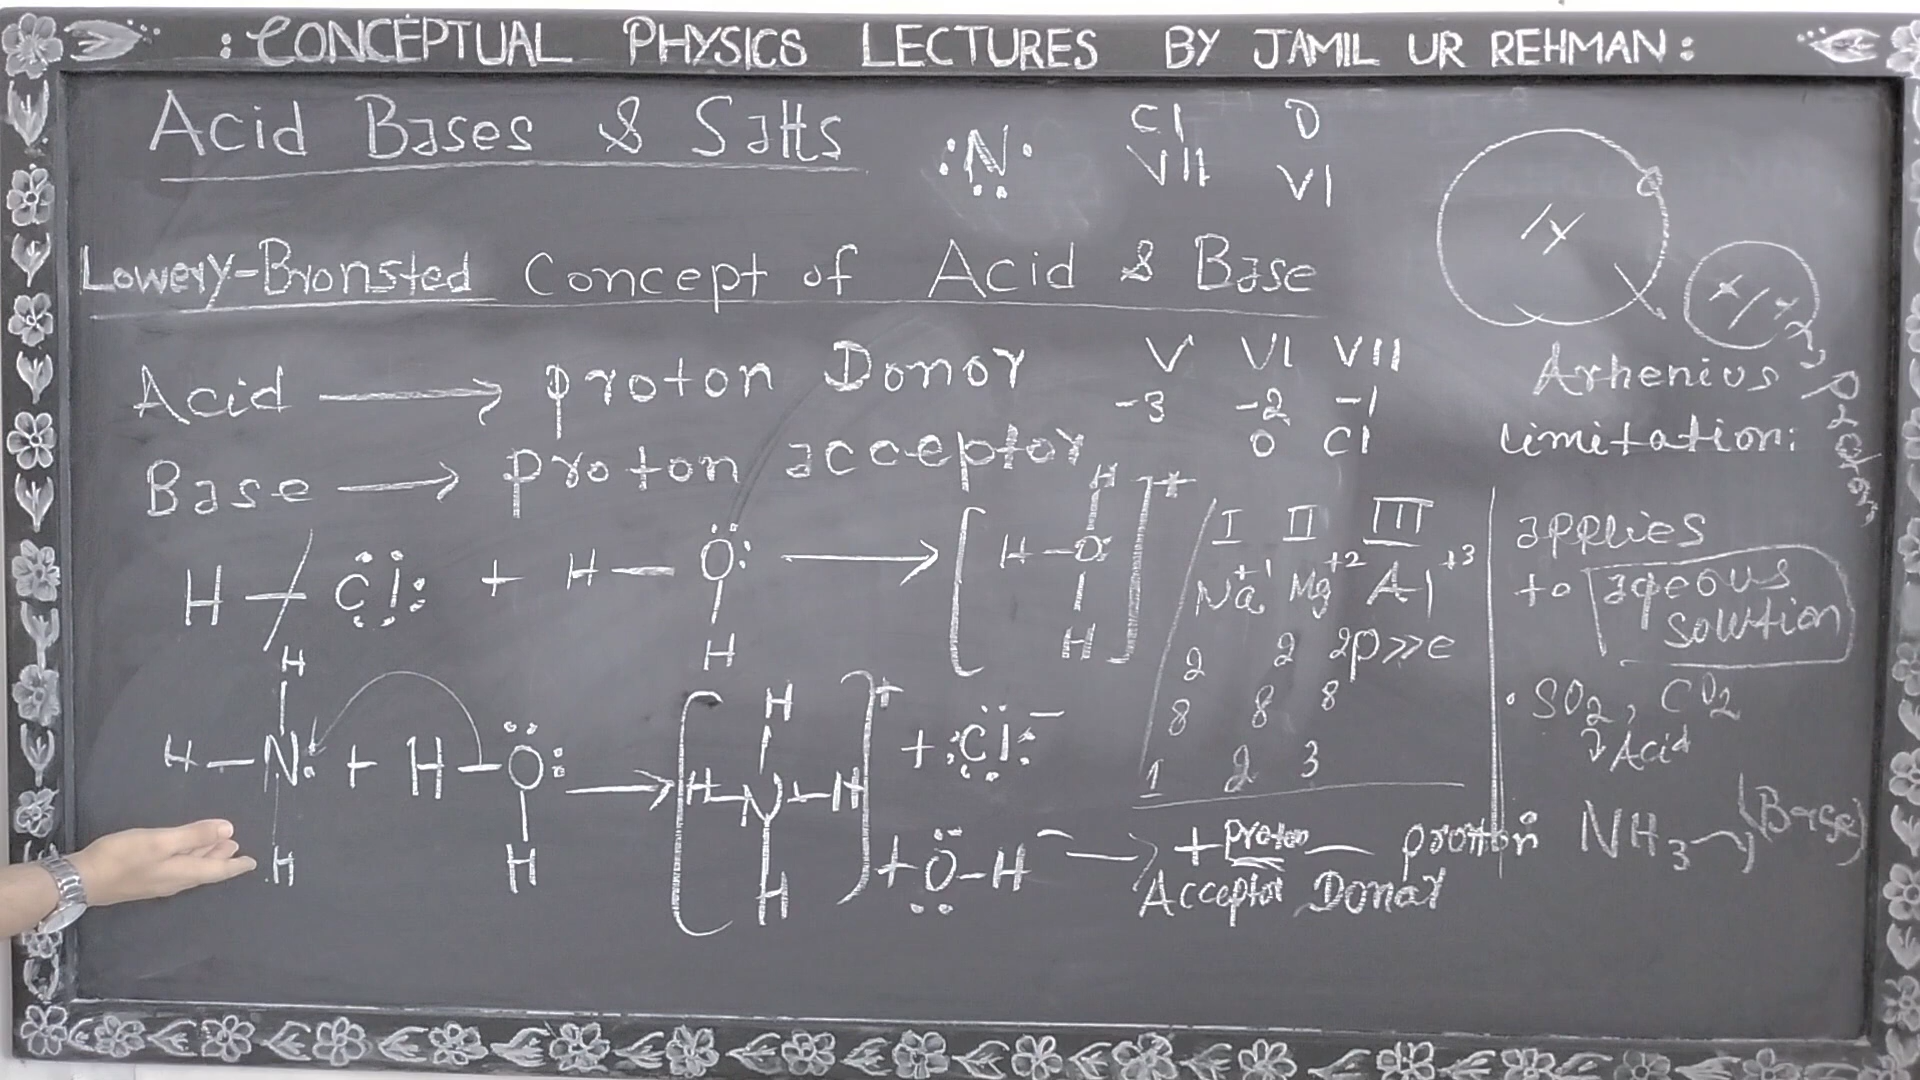 : CONCEPTUAL PHYSICS LECTURES BY JAMIL UR REHMAN :
Acid Bases & Salts
:N· Cl O
VII VI
Lowery-Bronsted Concept of Acid & Base
Acid → proton Donor
Base → proton acceptor
V VI VII
-3 -2 -1
O Cl
H – Cl + H – O → [H – O]+
H
H
H
I II III
Na+1 Mg+2 Al+3
2 2 2 p>>e
8 8 8
1 2 3
H
H – N: + H – O: → [H – N – H]+ + :Cl:–
H
H
H
H
+ O – H – → + proton – proton
Acceptor Donar
Arhenius
Limitation:
applies
to aqeous
solution
· SO2, CO2
Acid
NH3 (Base)